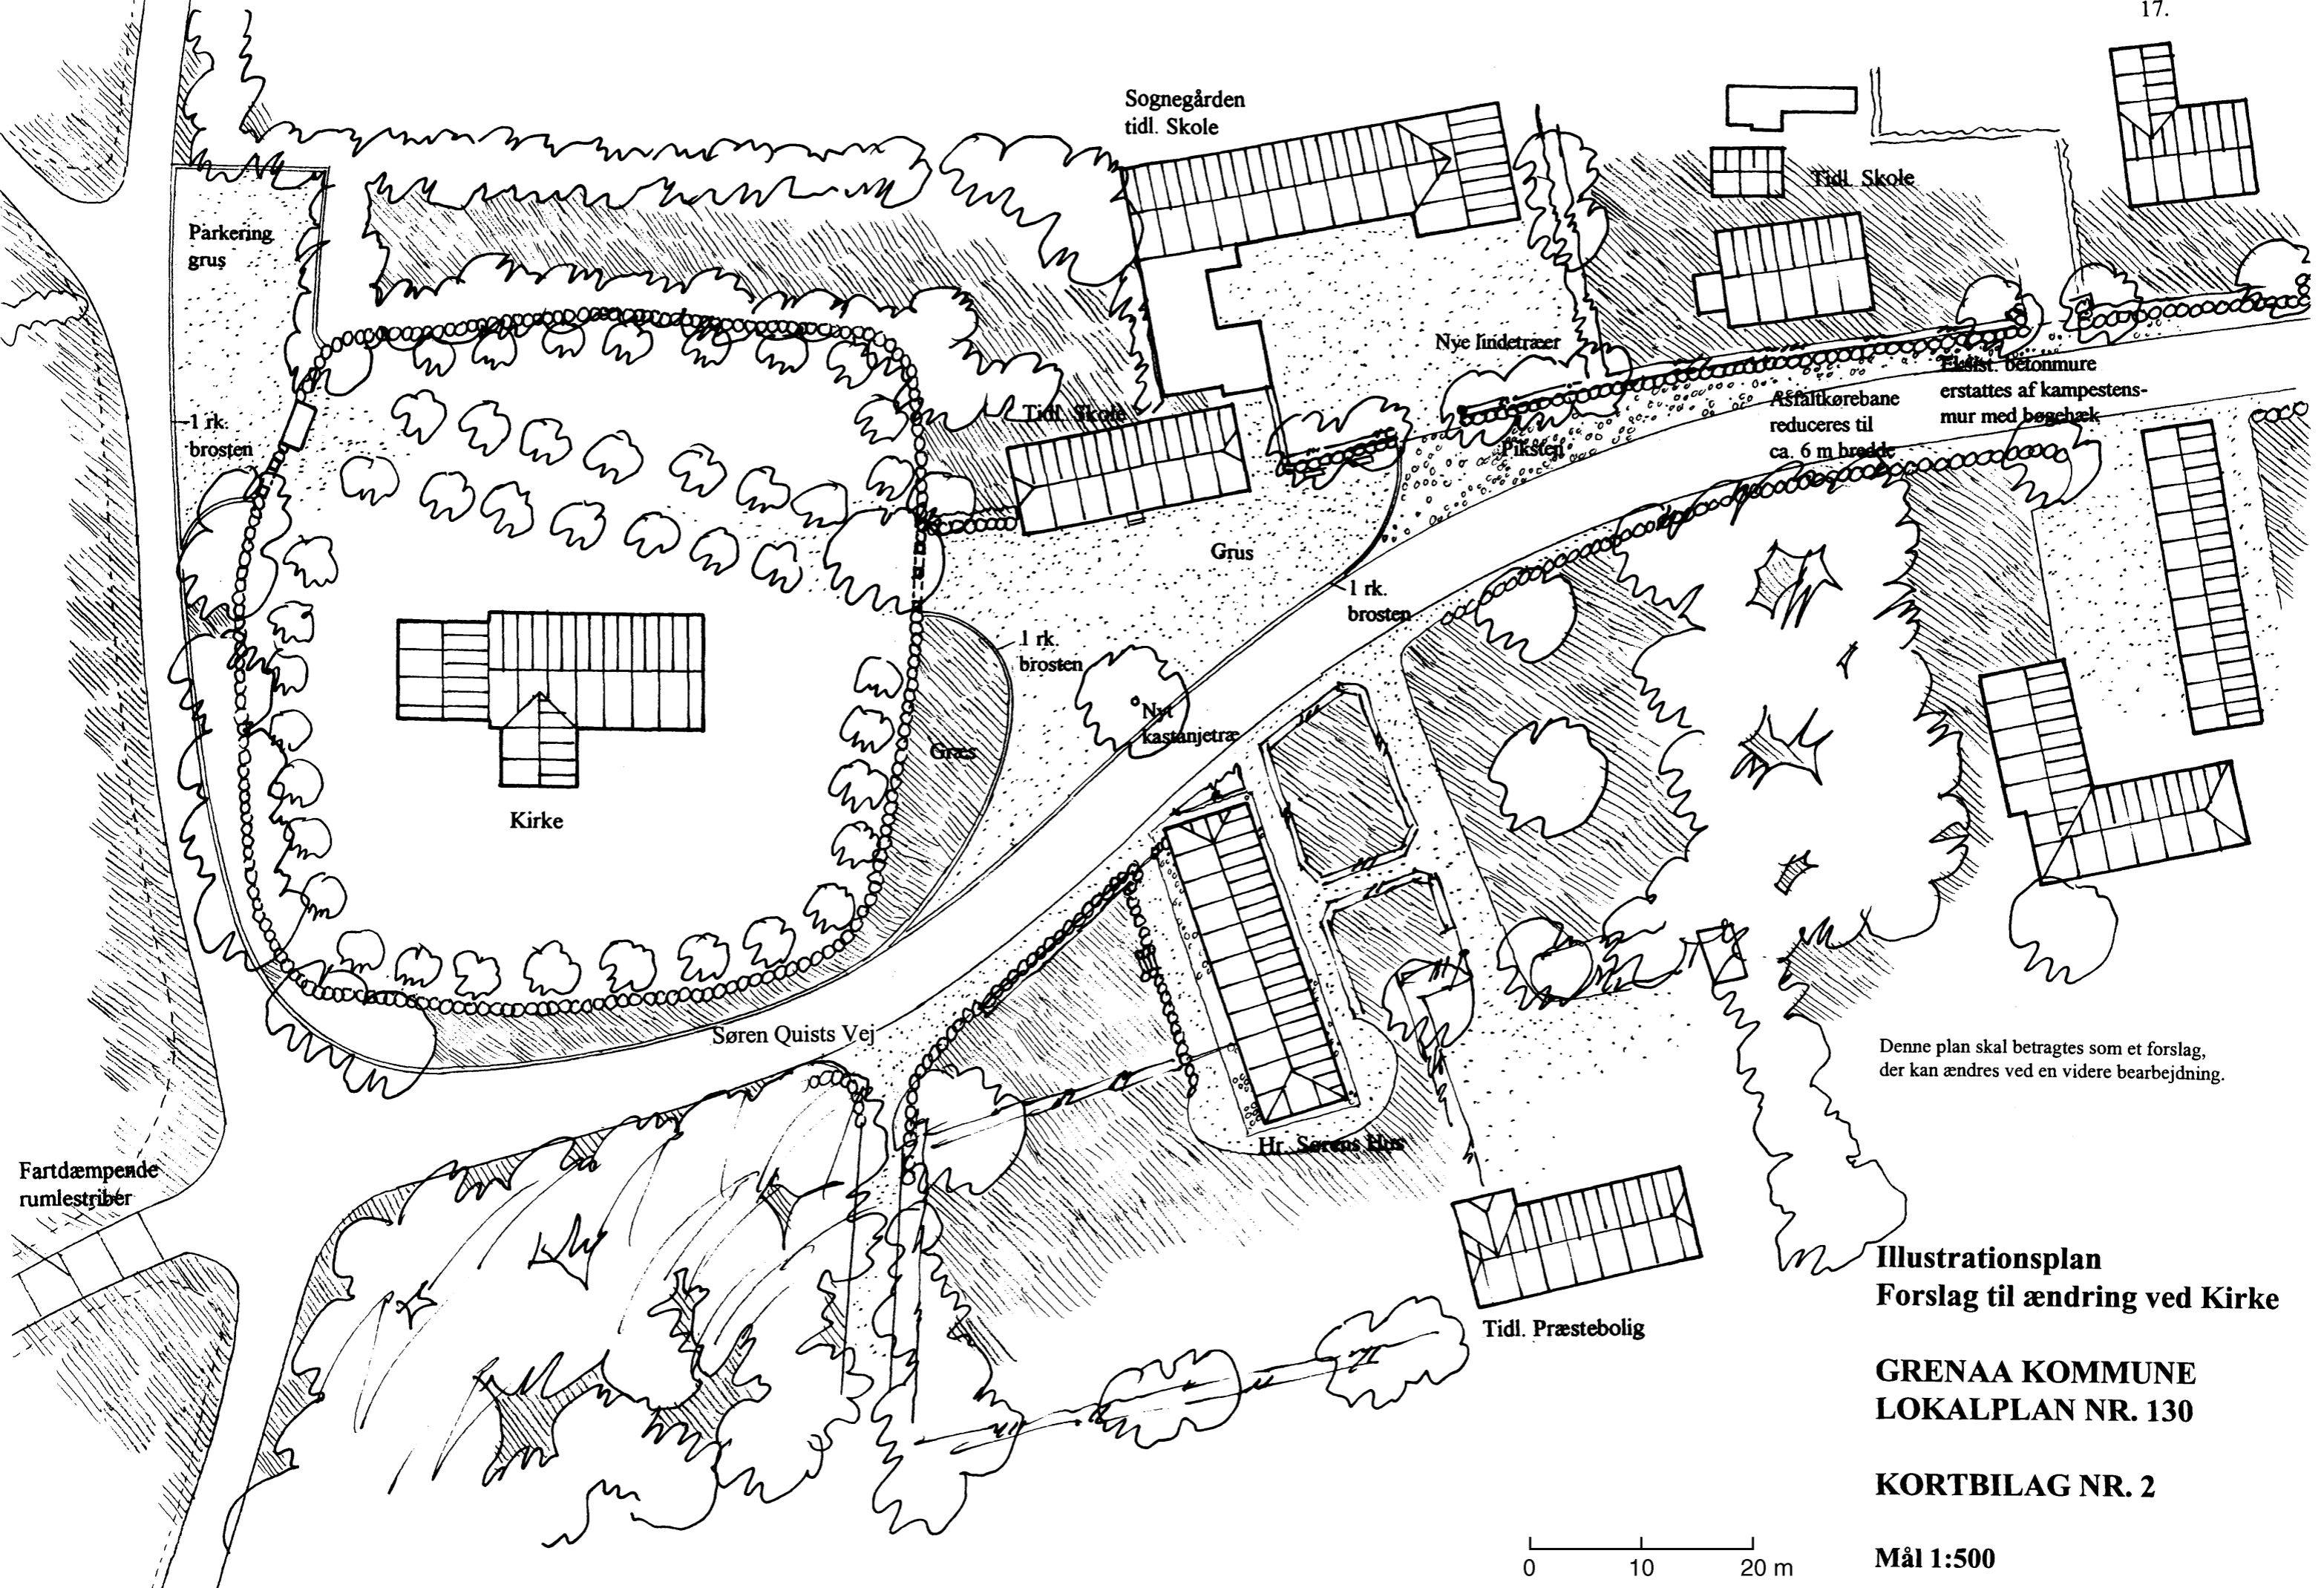 17.
Sognegården
tidl. Skole
Tidl. Skole
Parkering
grus
Nye lindetræer
Eksist. betonmure
erstattes af kampestens-
mur med bøgehæk
Asfaltkørebane
reduceres til
ca. 6 m bredde
Tidl. Skole
1 rk.
brosten
Piksten
Grus
1 rk.
brosten
1 rk.
brosten
Nyt
kastanjetræ
Græs
Kirke
Søren Quists Vej
Denne plan skal betragtes som et forslag,
der kan ændres ved en videre bearbejdning.
Hr. Sørens Hus
Fartdæmpende
rumlestriber
Tidl. Præstebolig
Illustrationsplan
Forslag til ændring ved Kirke
GRENAA KOMMUNE
LOKALPLAN NR. 130
KORTBILAG NR. 2
Mål 1:500
0 10 20 m